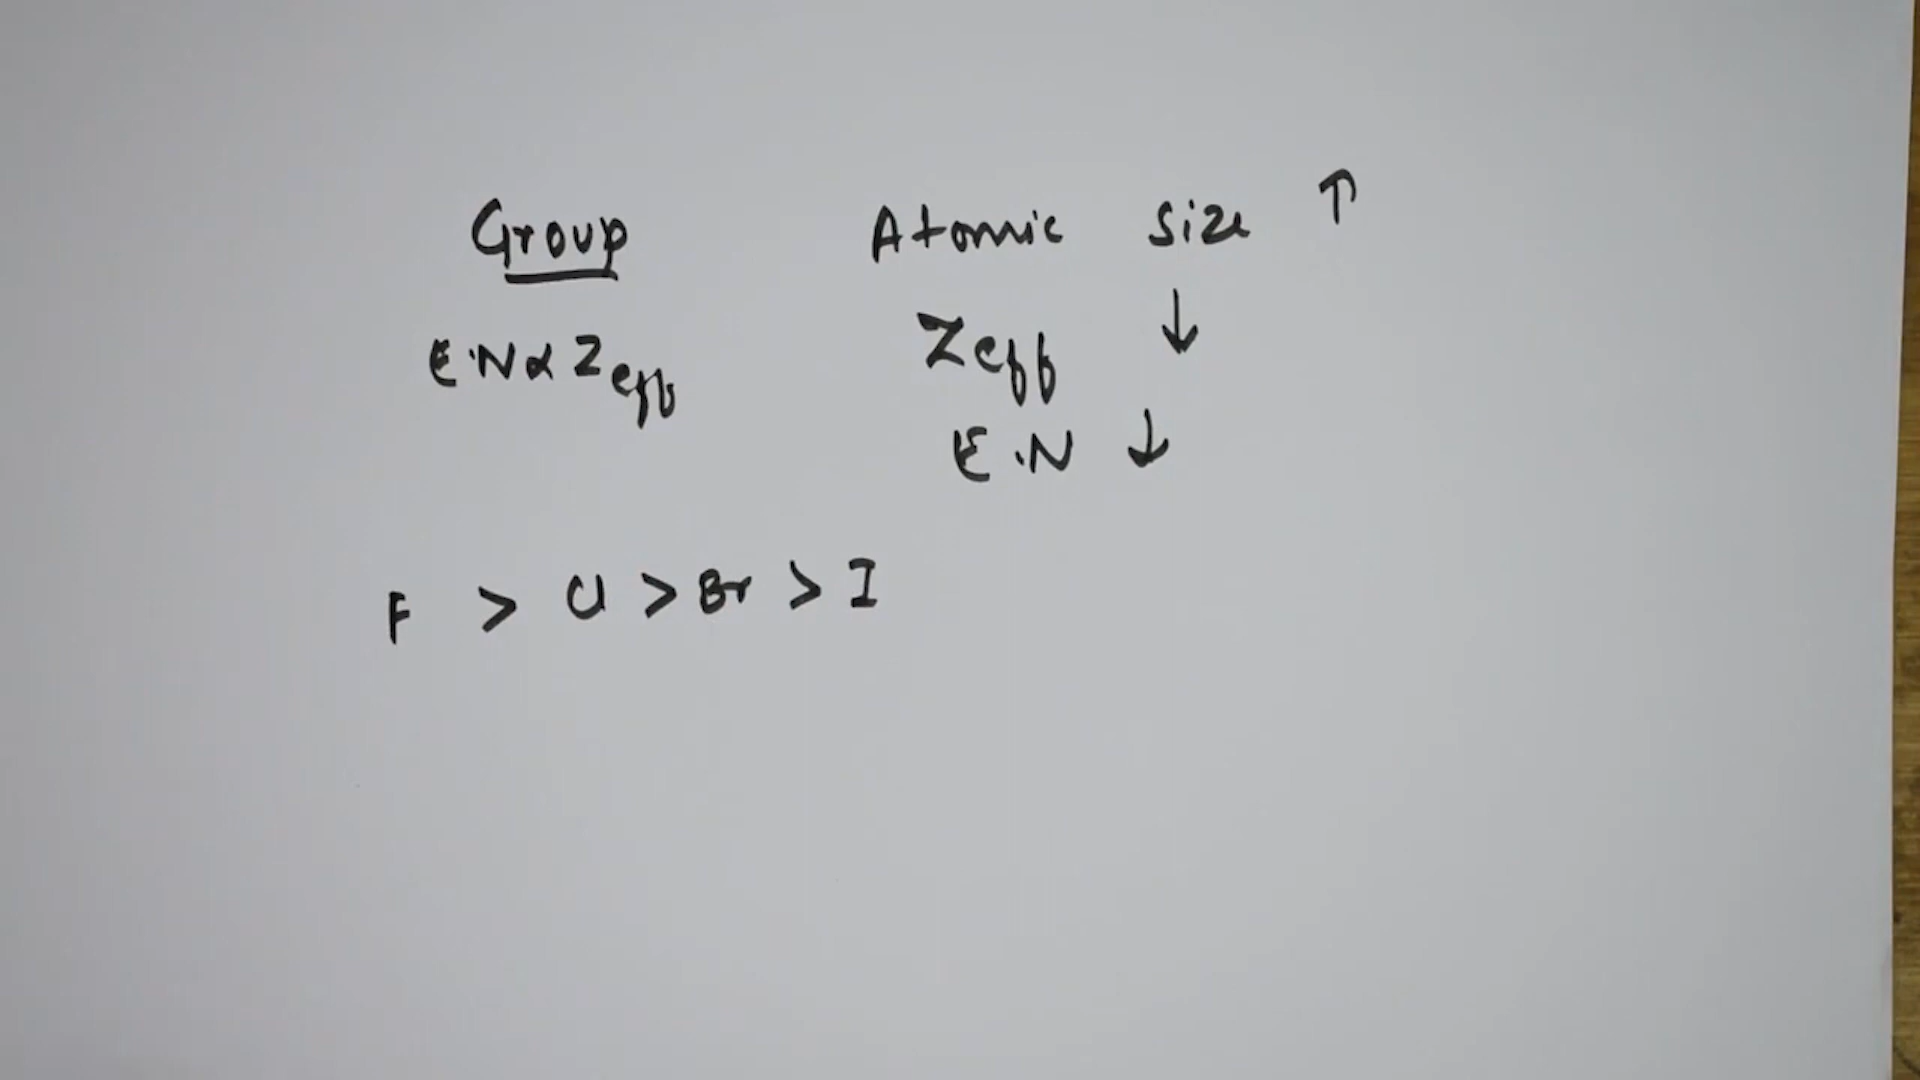 Group
E.N α Zeff
Atomic size ↑
Zeff ↓
E.N ↓
F > Cl > Br > I